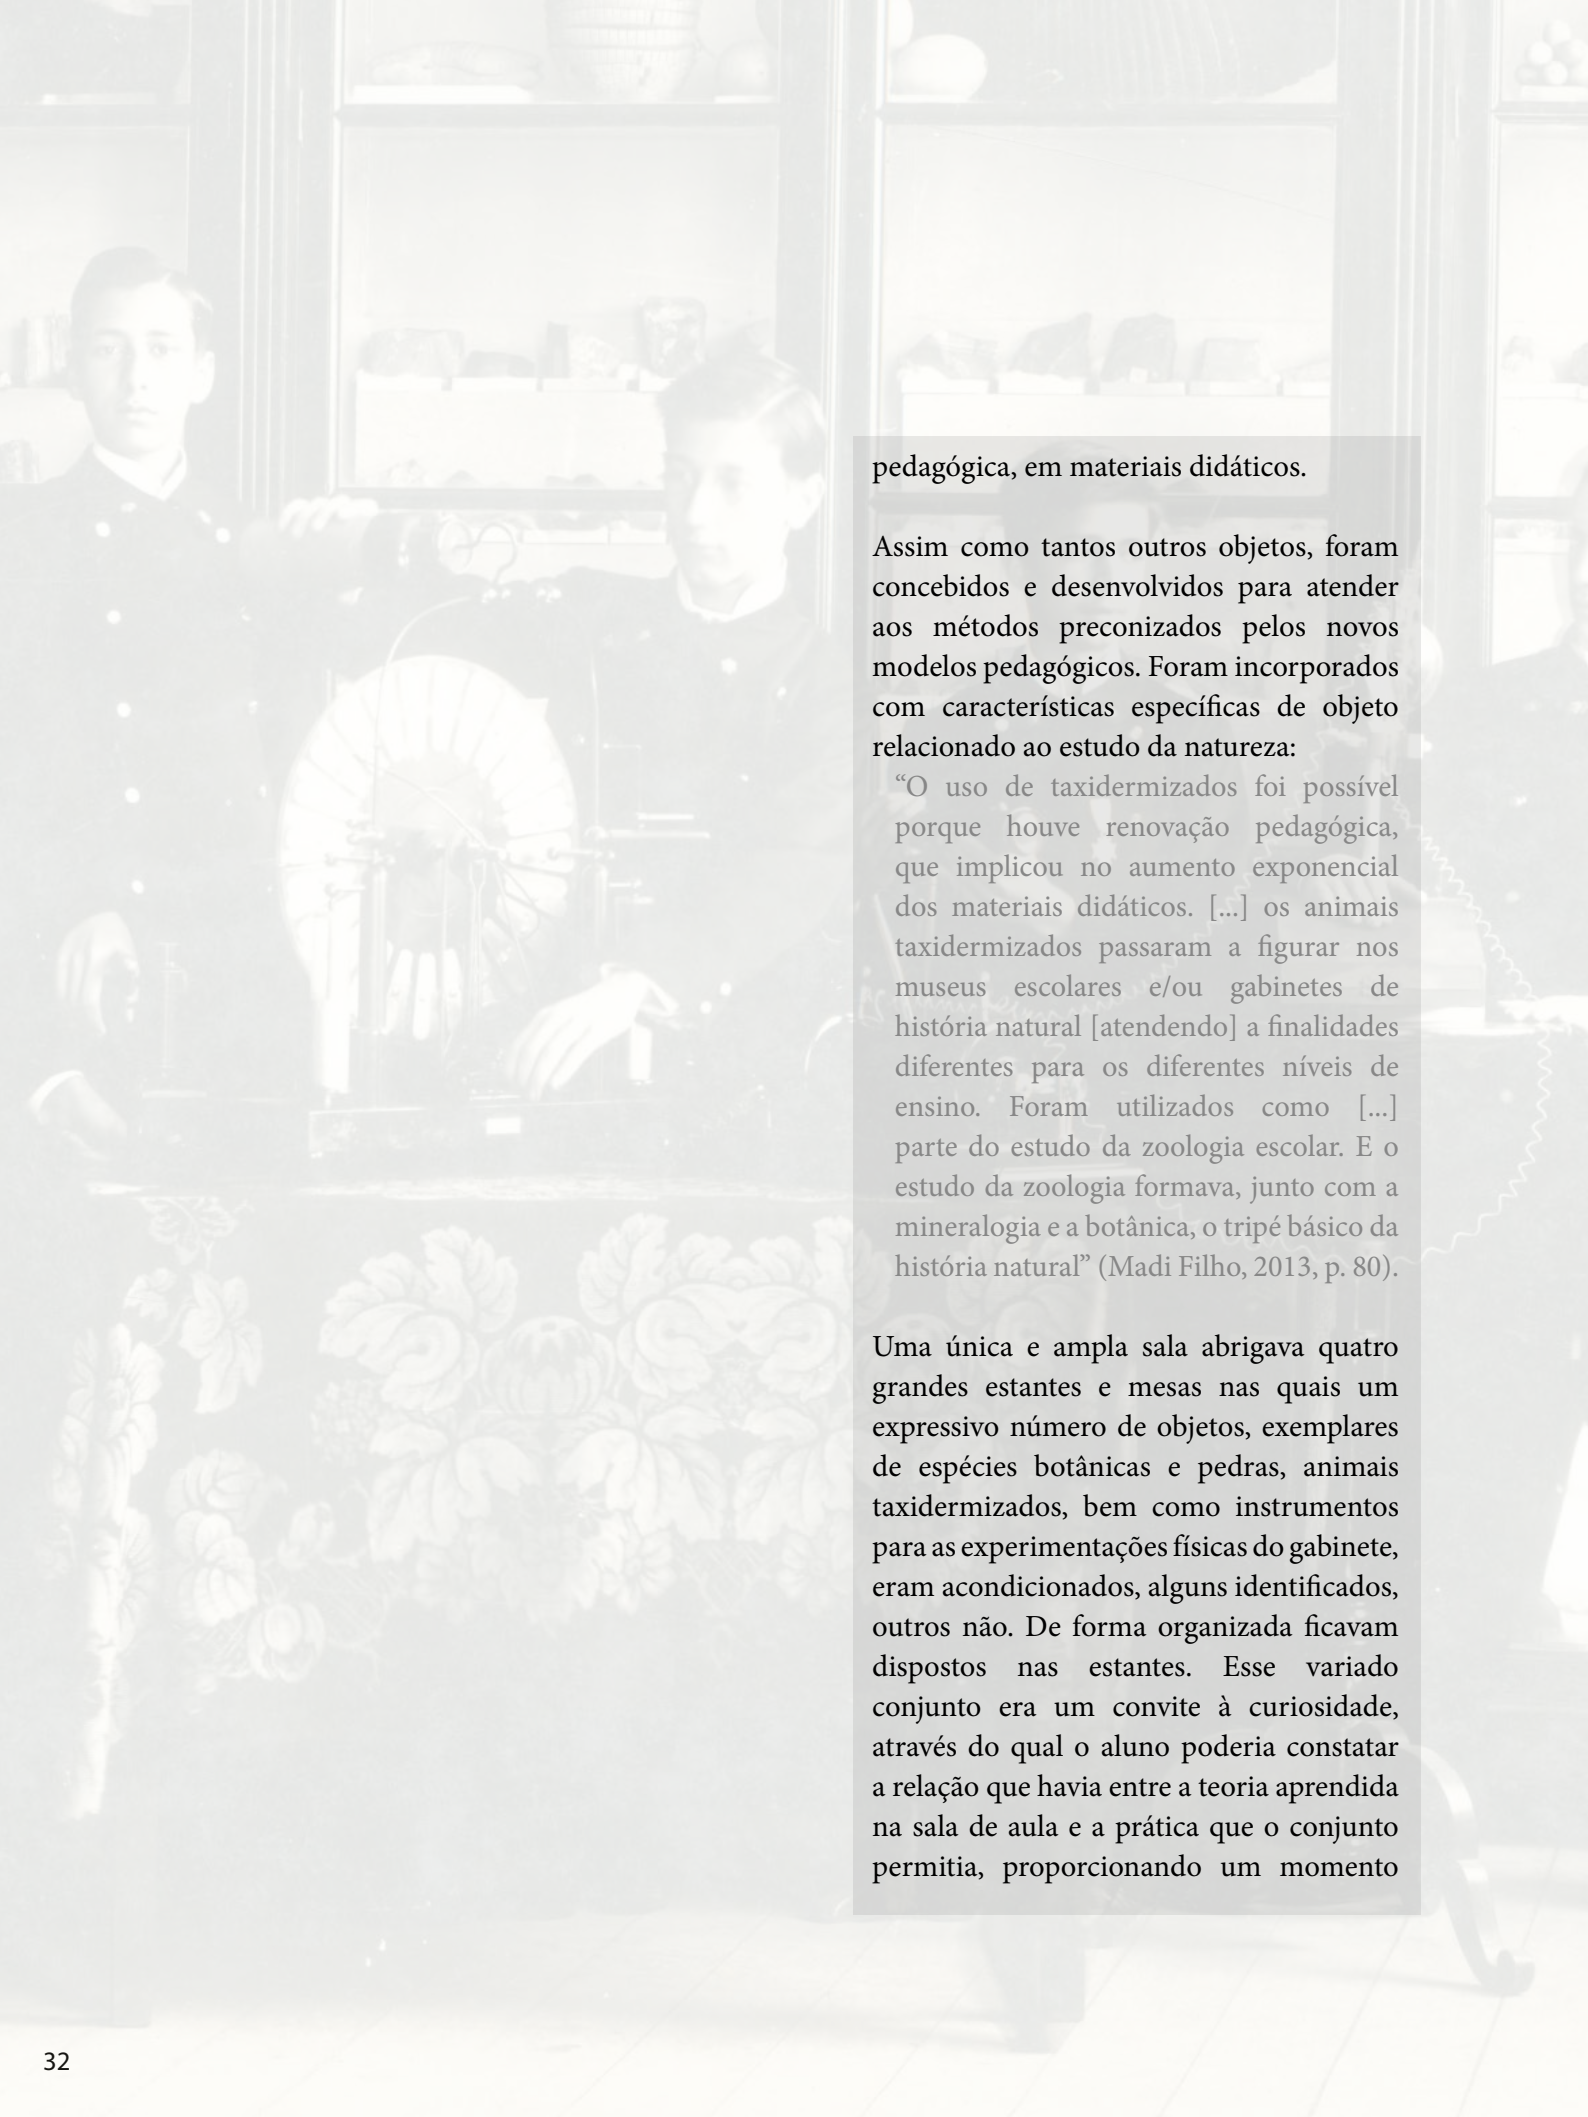 pedagógica, em materiais didáticos.
Assim como tantos outros objetos, foram
concebidos e desenvolvidos para atender
aos métodos preconizados pelos novos
modelos pedagógicos. Foram incorporados
com características específicas de objeto
relacionado ao estudo da natureza:
“O uso de taxidermizados foi possível
porque houve renovação pedagógica,
que implicou no aumento exponencial
dos materiais didáticos. [...] os animais
taxidermizados passaram a figurar nos
museus escolares e/ou gabinetes de
história natural [atendendo] a finalidades
diferentes para os diferentes níveis de
ensino. Foram utilizados como [...]
parte do estudo da zoologia escolar. E o
estudo da zoologia formava, junto com a
mineralogia e a botânica, o tripé básico da
história natural” (Madi Filho, 2013, p. 80).
Uma única e ampla sala abrigava quatro
grandes estantes e mesas nas quais um
expressivo número de objetos, exemplares
de espécies botânicas e pedras, animais
taxidermizados, bem como instrumentos
para as experimentações físicas do gabinete,
eram acondicionados, alguns identificados,
outros não. De forma organizada ficavam
dispostos nas estantes. Esse variado
conjunto era um convite à curiosidade,
através do qual o aluno poderia constatar
a relação que havia entre a teoria aprendida
na sala de aula e a prática que o conjunto
permitia, proporcionando um momento
32